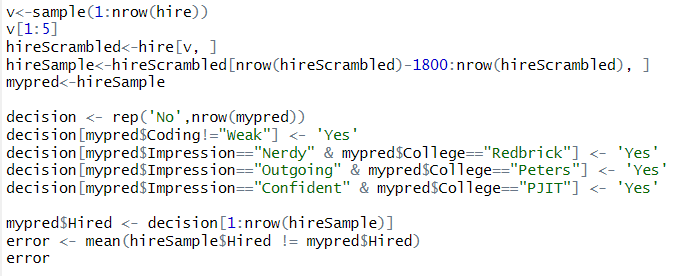 v<-sample(1:nrow(hire))
v[1:5]
hireScrambled<-hire[v, ]
hireSample<-hireScrambled[nrow(hireScrambled)-1800:nrow(hireScrambled), ]
mypred<-hireSample
decision <- rep('No',nrow(mypred))
decision[mypred$Coding!="Weak"] <- 'Yes'
decision[mypred$Impression=="Nerdy" & mypred$College=="Redbrick"] <- 'Yes'
decision[mypred$Impression=="Outgoing" & mypred$College=="Peters"] <- 'Yes'
decision[mypred$Impression=="Confident" & mypred$College=="PJIT"] <- 'Yes'
mypred$Hired <- decision[1:nrow(hireSample)]
error <- mean(hireSample$Hired != mypred$Hired)
error